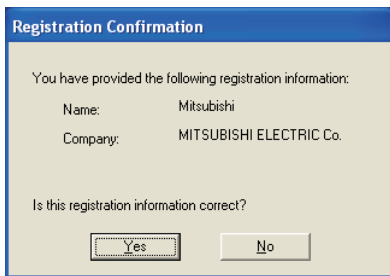 Registration Confirmation
You have provided the following registration information:
Name: Mitsubishi
Company: MITSUBISHI ELECTRIC Co.
Is this registration information correct?
Yes No